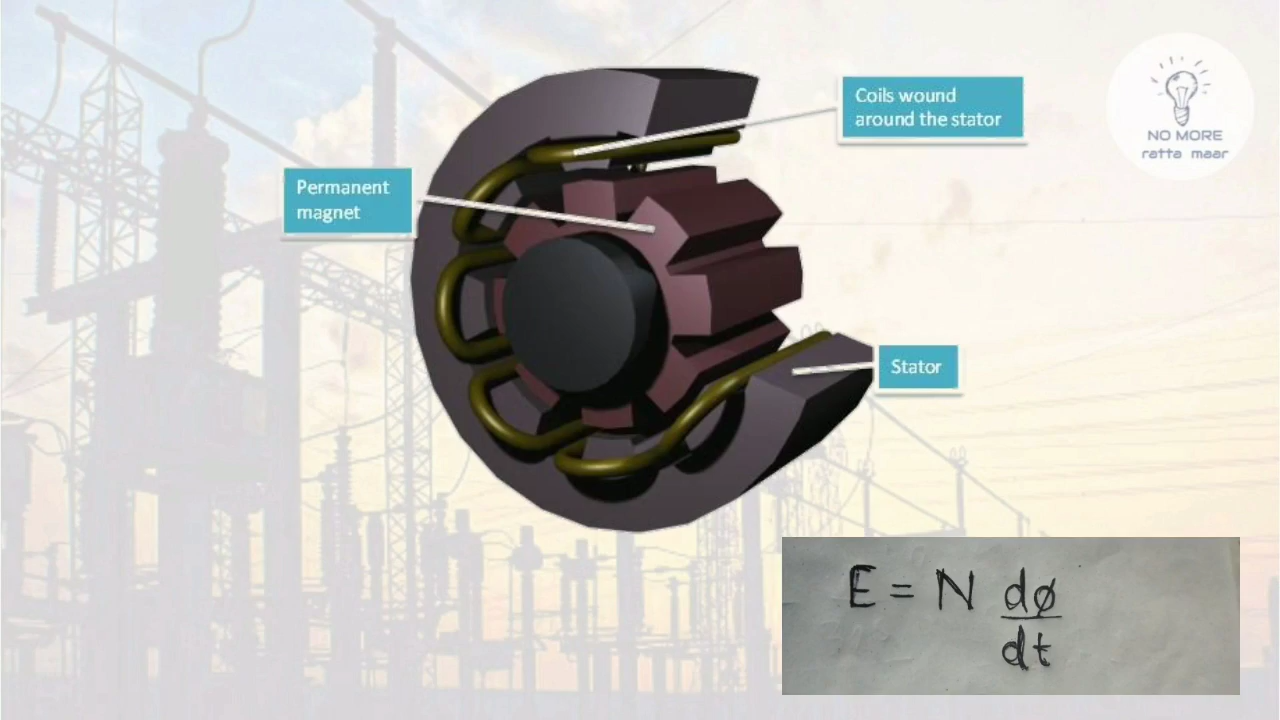 Coils wound
around the stator
NO MORE
ratta maar
Permanent
magnet
Stator
E = N dø
dt